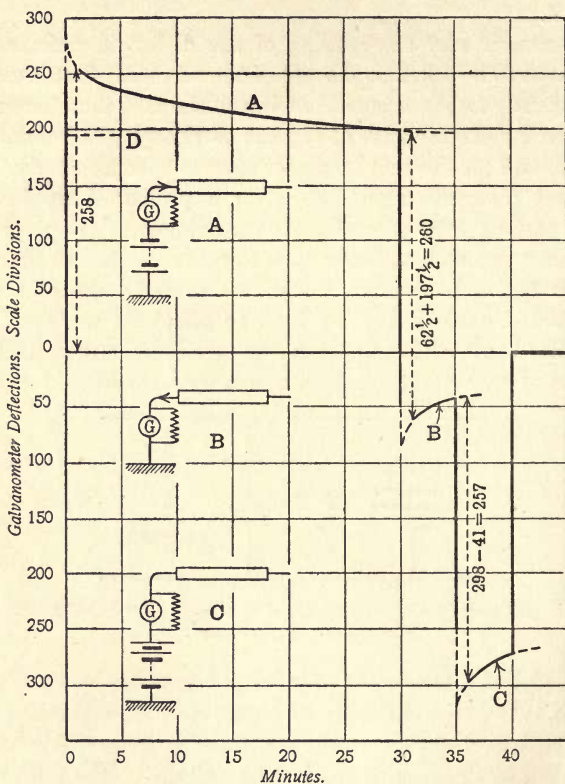 300
250
200
150
100
50
0
50
100
150
200
250
300
Galvanometer Deflections. Scale Divisions.
A
D
258
G
A
62½+197½=260
G
B
B
298-41=257
G
C
C
0 5 10 15 20 25 30 35 40
Minutes.